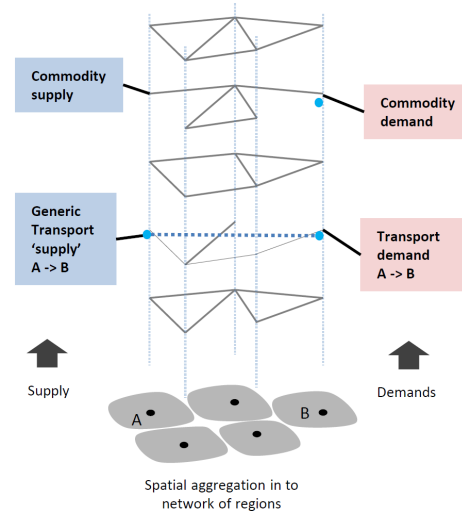 Commodity
supply
Commodity
demand
Generic
Transport
‘supply’
A -> B
Transport
demand
A -> B
Supply
Demands
A
B
Spatial aggregation in to
network of regions